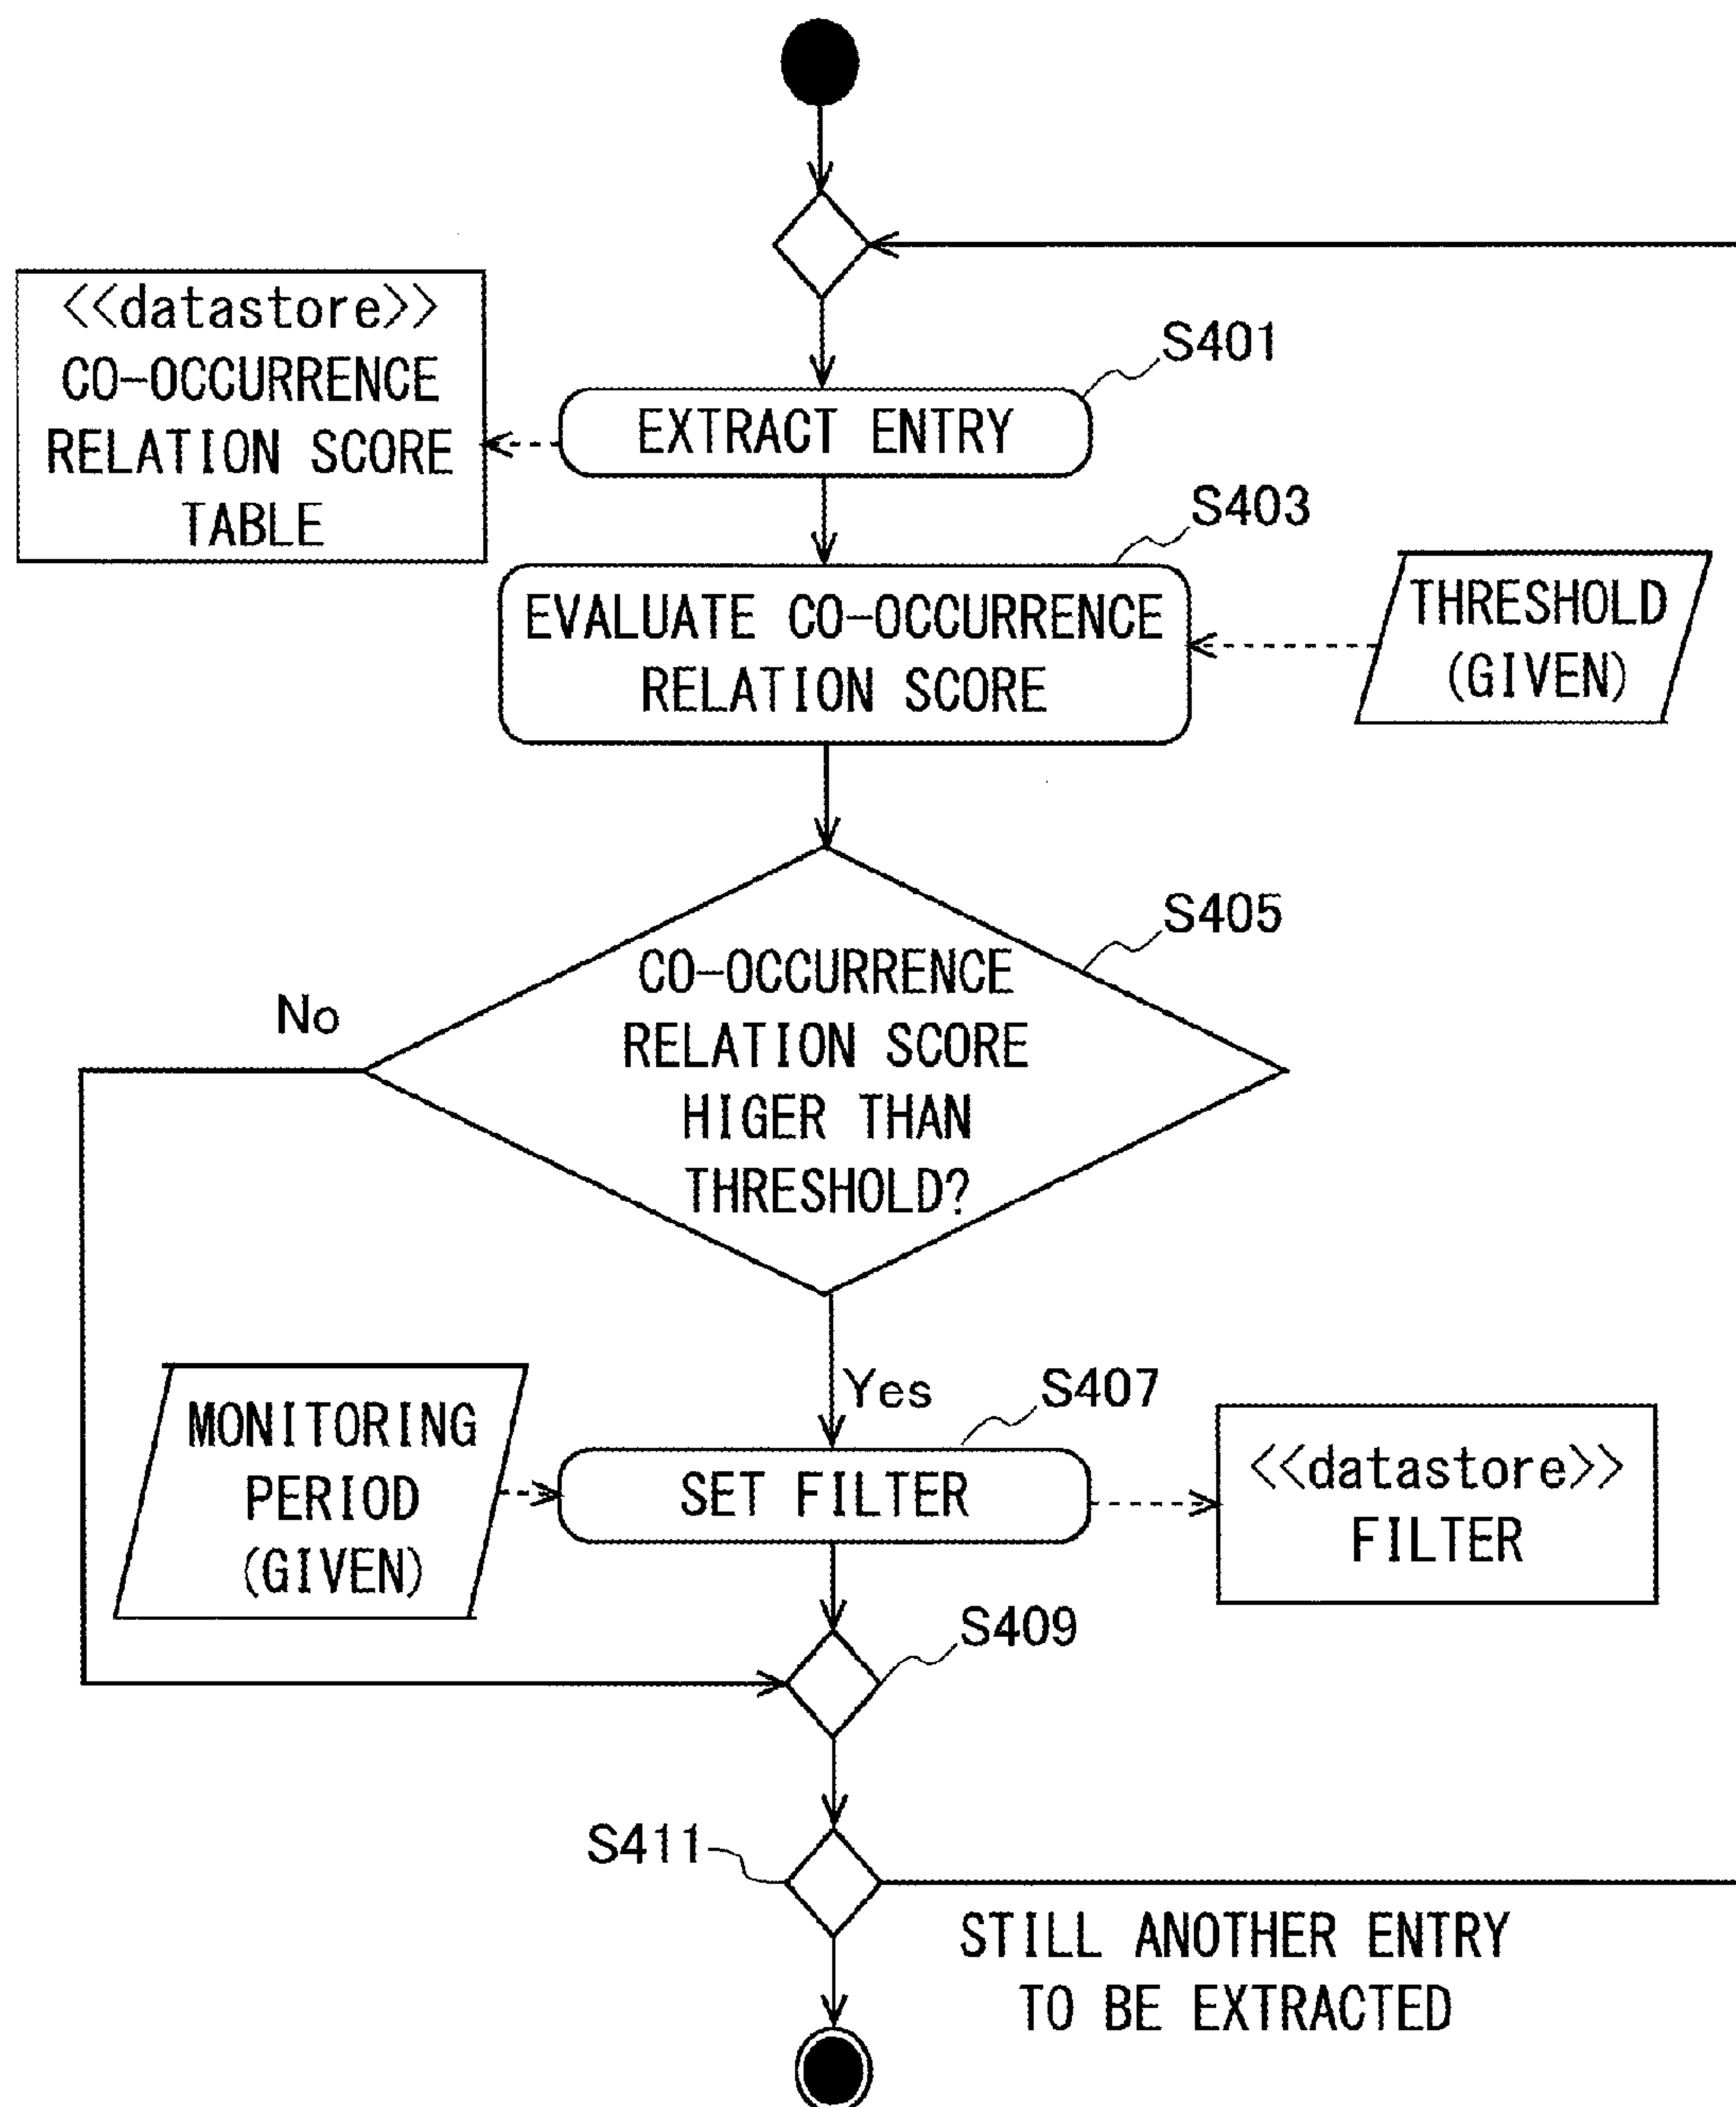 <<datastore>>
CO-OCCURRENCE
RELATION SCORE
TABLE
S401
EXTRACT ENTRY
S403
EVALUATE CO-OCCURRENCE
RELATION SCORE
THRESHOLD
(GIVEN)
S405
CO-OCCURRENCE
RELATION SCORE
HIGER THAN
THRESHOLD?
No
Yes
MONITORING
PERIOD
(GIVEN)
S407
SET FILTER
<<datastore>>
FILTER
S409
S411
STILL ANOTHER ENTRY
TO BE EXTRACTED